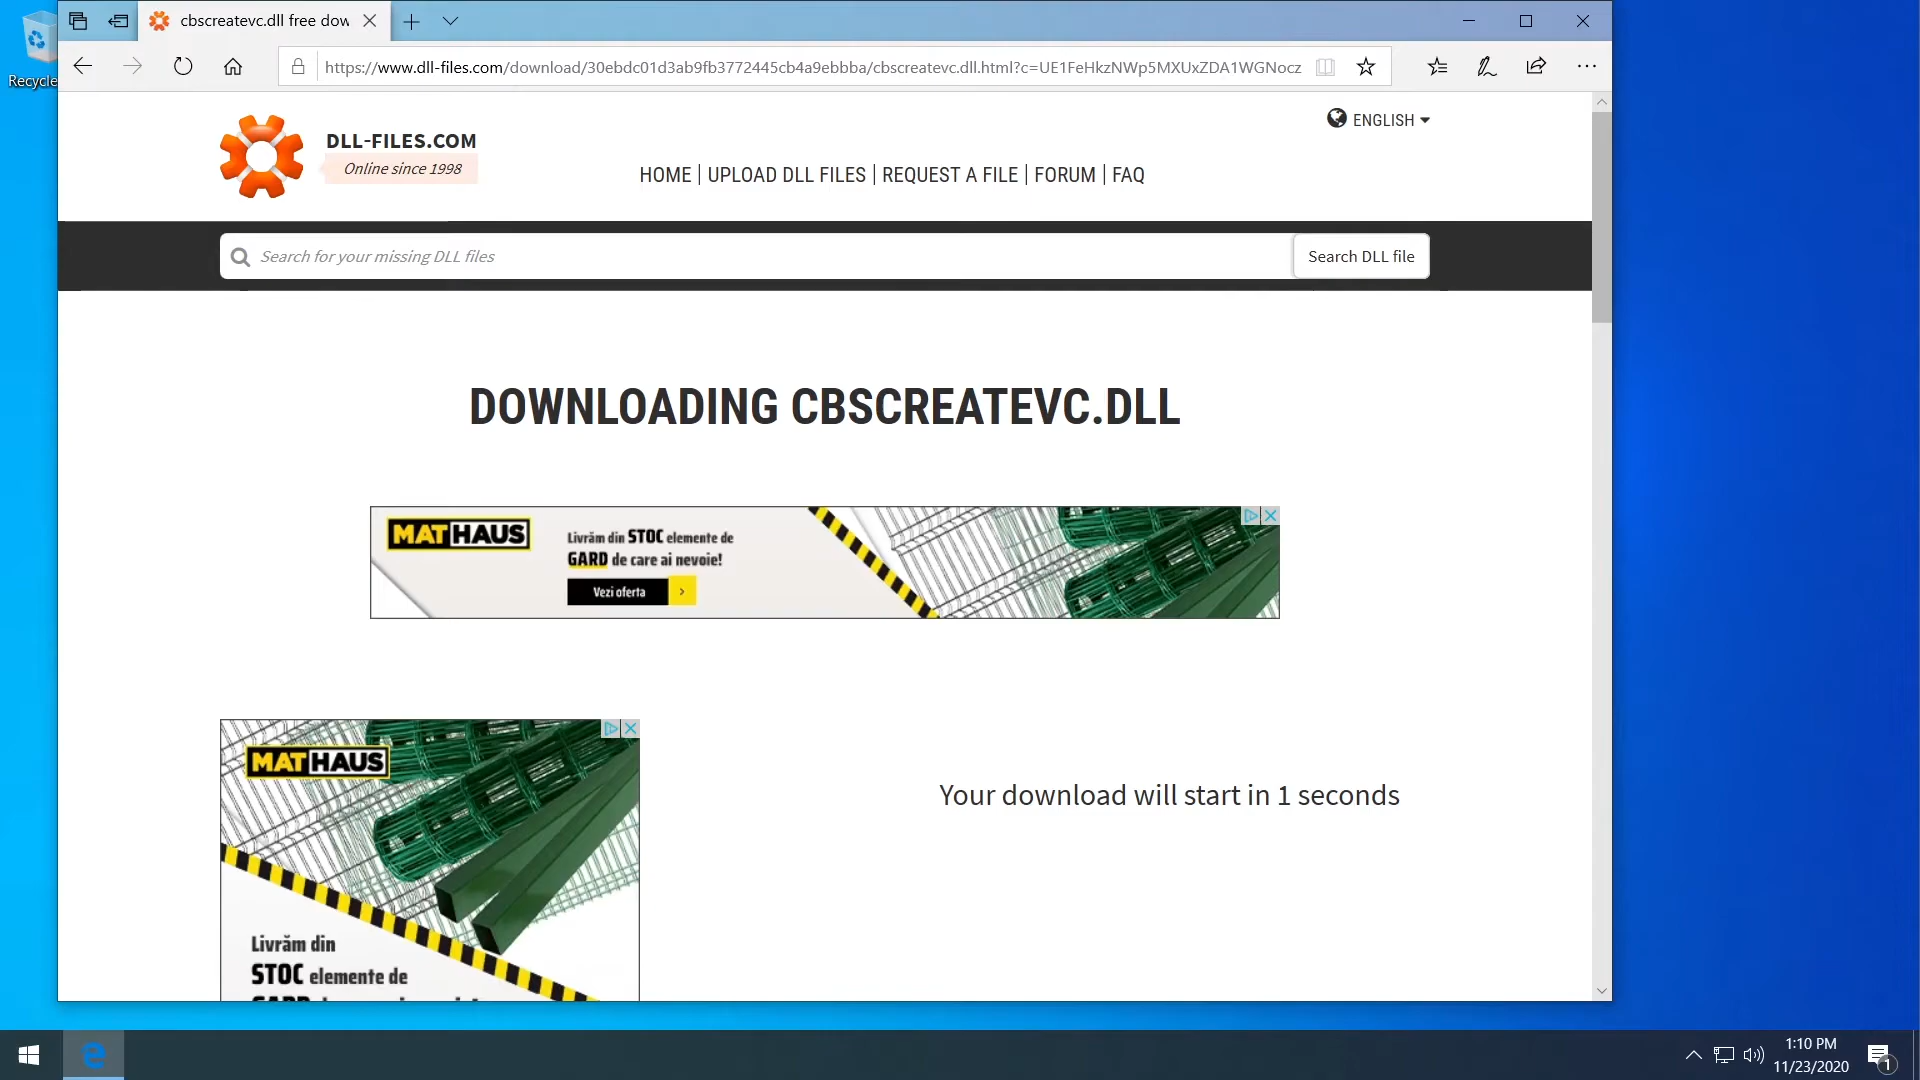 Recycle
cbscreatevc.dll free dow
https://www.dll-files.com/download/30ebdc01d3ab9fb3772445cb4a9ebbba/cbscreatevc.dll.html?c=UE1FeHkzNWp5MXUxZDA1WGNocz
DLL-FILES.COM
Online since 1998
ENGLISH
HOME | UPLOAD DLL FILES | REQUEST A FILE | FORUM | FAQ
Search for your missing DLL files
Search DLL file
DOWNLOADING CBSCREATEVC.DLL
MATHAUS
Livrăm din STOC elemente de
GARD de care ai nevoie!
Vezi oferta
MATHAUS
Livrăm din
STOC elemente de
Your download will start in 1 seconds
1:10 PM
11/23/2020
1